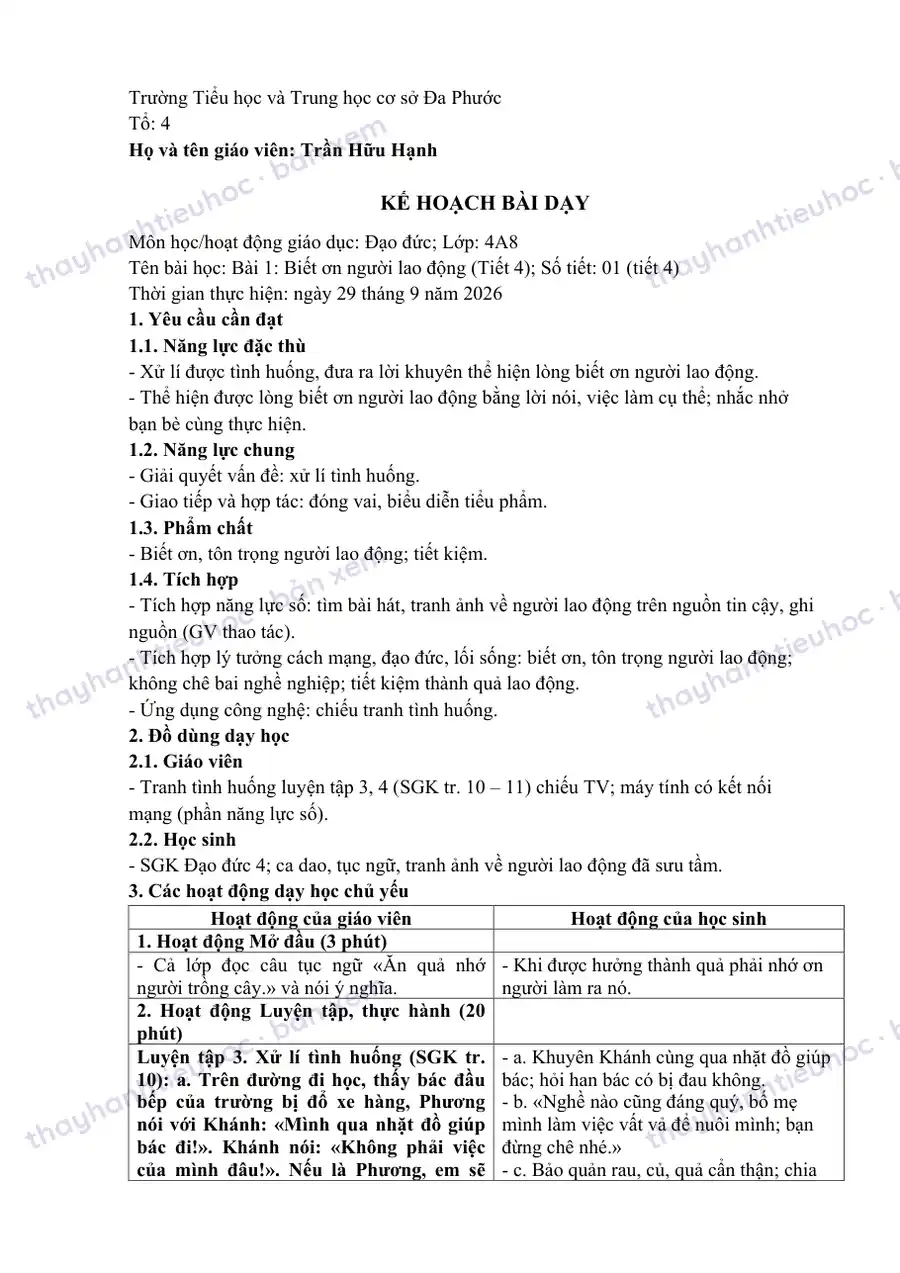 Trường Tiểu học và Trung học cơ sở Đa Phước
Tổ: 4
Họ và tên giáo viên: Trần Hữu Hạnh
KẾ HOẠCH BÀI DẠY
Môn học/hoạt động giáo dục: Đạo đức; Lớp: 4A8
Tên bài học: Bài 1: Biết ơn người lao động (Tiết 4); Số tiết: 01 (tiết 4)
Thời gian thực hiện: ngày 29 tháng 9 năm 2026
1. Yêu cầu cần đạt
1.1. Năng lực đặc thù
- Xử lí được tình huống, đưa ra lời khuyên thể hiện lòng biết ơn người lao động.
- Thể hiện được lòng biết ơn người lao động bằng lời nói, việc làm cụ thể; nhắc nhở
bạn bè cùng thực hiện.
1.2. Năng lực chung
- Giải quyết vấn đề: xử lí tình huống.
- Giao tiếp và hợp tác: đóng vai, biểu diễn tiểu phẩm.
1.3. Phẩm chất
- Biết ơn, tôn trọng người lao động; tiết kiệm.
1.4. Tích hợp
- Tích hợp năng lực số: tìm bài hát, tranh ảnh về người lao động trên nguồn tin cậy, ghi
nguồn (GV thao tác).
- Tích hợp lý tưởng cách mạng, đạo đức, lối sống: biết ơn, tôn trọng người lao động;
không chê bai nghề nghiệp; tiết kiệm thành quả lao động.
- Ứng dụng công nghệ: chiếu tranh tình huống.
2. Đồ dùng dạy học
2.1. Giáo viên
- Tranh tình huống luyện tập 3, 4 (SGK tr. 10 – 11) chiếu TV; máy tính có kết nối
mạng (phần năng lực số).
2.2. Học sinh
- SGK Đạo đức 4; ca dao, tục ngữ, tranh ảnh về người lao động đã sưu tầm.
3. Các hoạt động dạy học chủ yếu
Hoạt động của giáo viên
Hoạt động của học sinh
1. Hoạt động Mở đầu (3 phút)
- Cả lớp đọc câu tục ngữ «Ăn quả nhớ
người trồng cây.» và nói ý nghĩa.
- Khi được hưởng thành quả phải nhớ ơn
người làm ra nó.
2. Hoạt động Luyện tập, thực hành (20
phút)
Luyện tập 3. Xử lí tình huống (SGK tr.
10): a. Trên đường đi học, thấy bác đầu
bếp của trường bị đổ xe hàng, Phương
nói với Khánh: «Mình qua nhặt đồ giúp
bác đi!». Khánh nói: «Không phải việc
của mình đâu!». Nếu là Phương, em sẽ
- a. Khuyên Khánh cùng qua nhặt đồ giúp
bác; hỏi han bác có bị đau không.
- b. «Nghề nào cũng đáng quý, bố mẹ
mình làm việc vất vả để nuôi mình; bạn
đừng chê nhé.»
- c. Bảo quản rau, củ, quả cẩn thận; chia
thayhanhtieuhoc · bản xem
thayhanhtieuhoc · b
thayhanhtieuhoc · bản xem
thayhanhtieuhoc · b
thayhanhtieuhoc · bản xem
thayhanhtieuhoc · b